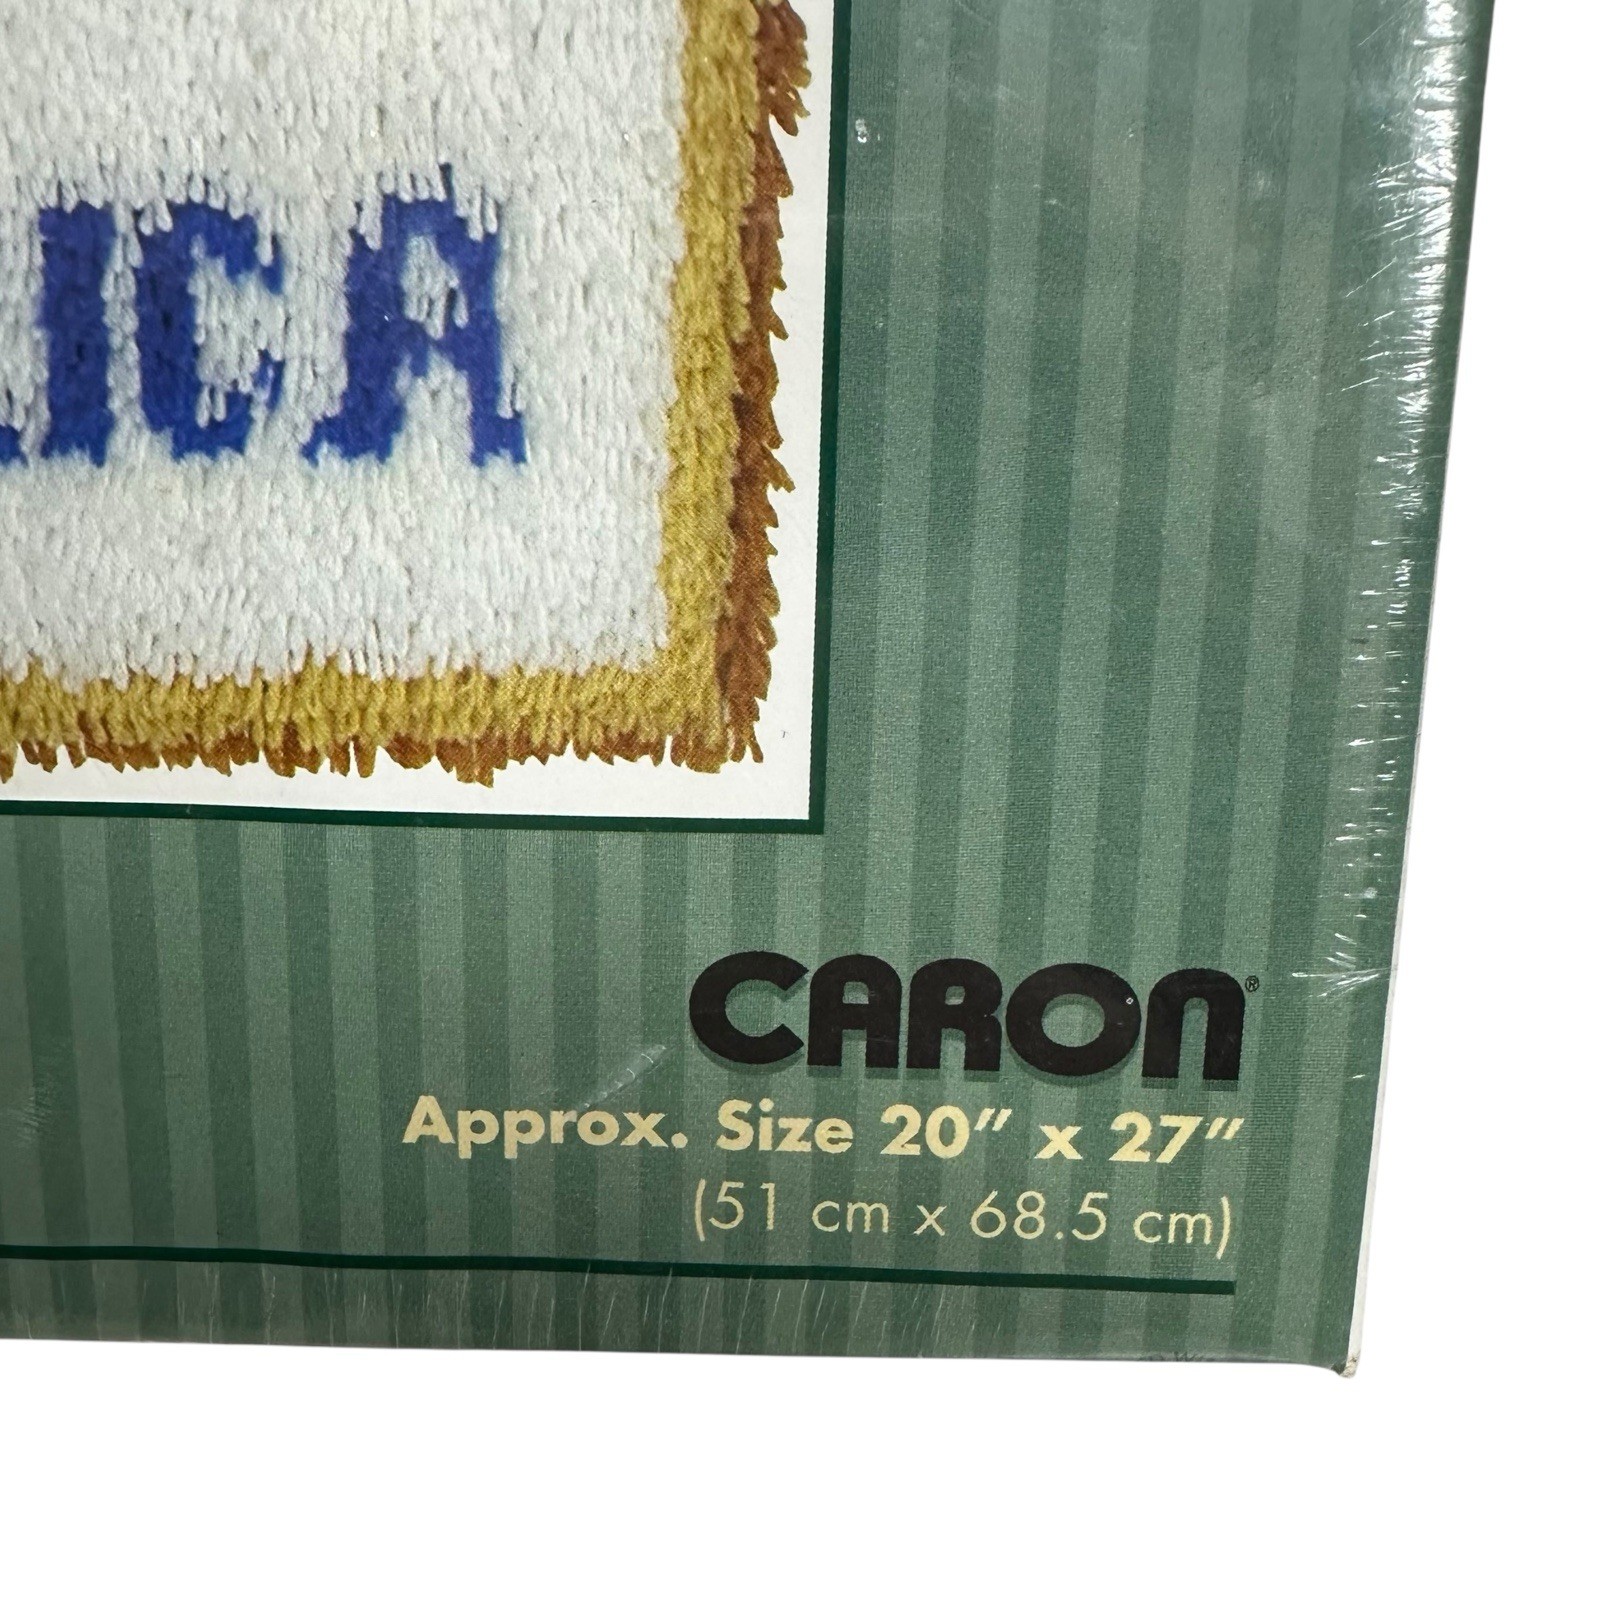 ICA
CARON®
Approx. Size 20" x 27"
(51 cm x 68.5 cm)